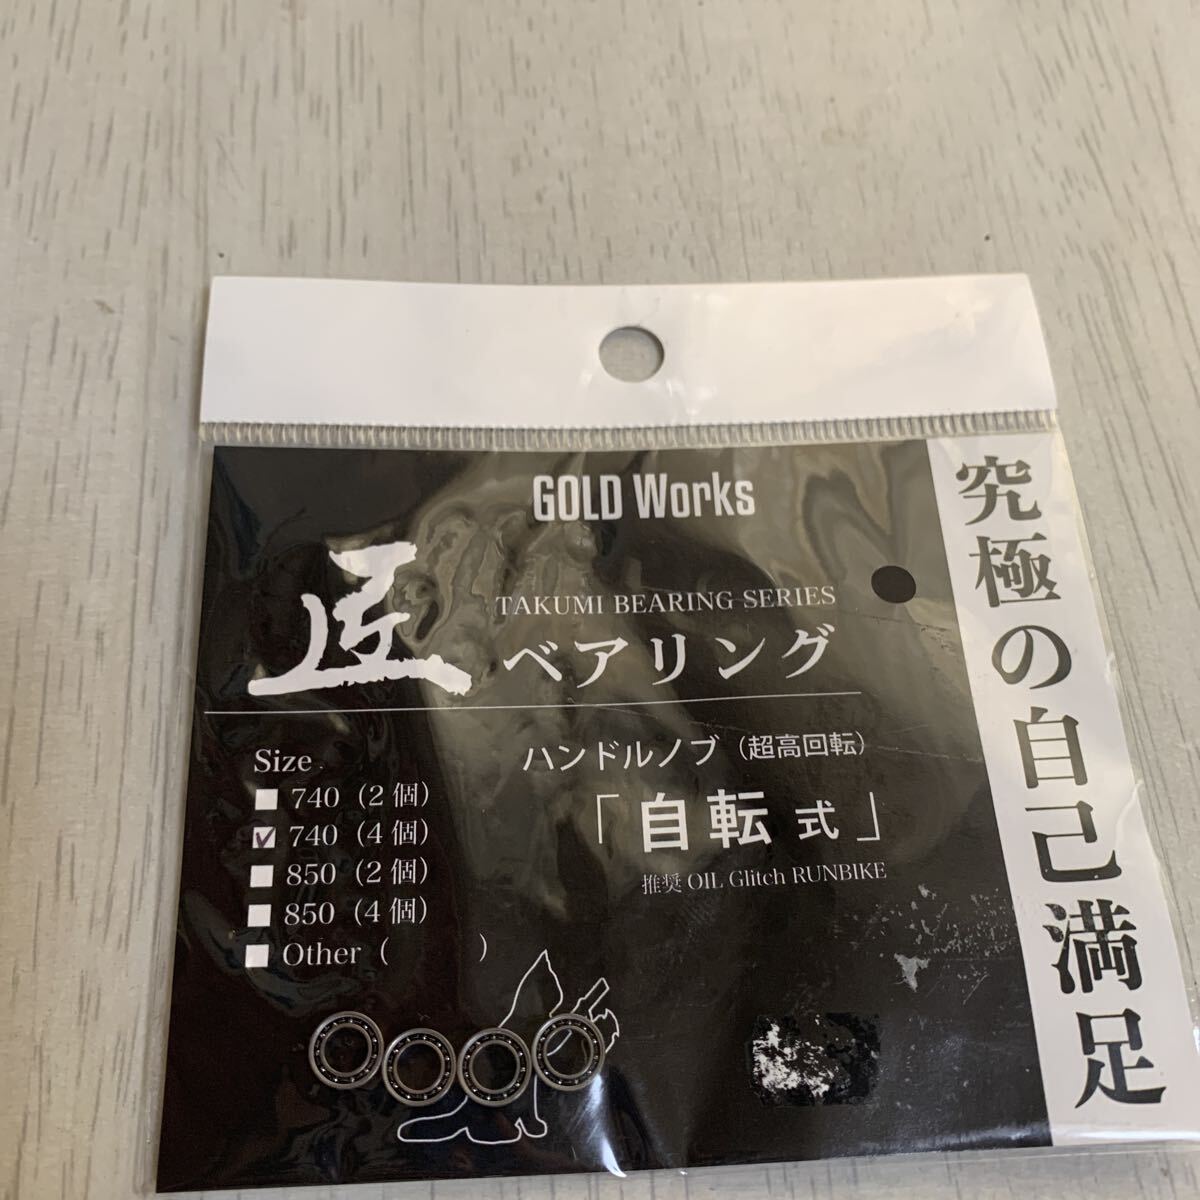 GOLD Works
匠
TAKUMI BEARING SERIES
ベアリング
ハンドルノブ（超高回転）
「自転 式」
推奨 OIL Glitch RUNBIKE
Size
740（2個）
740（4個）
850（2個）
850（4個）
Other（　　　）
究極の自己満足